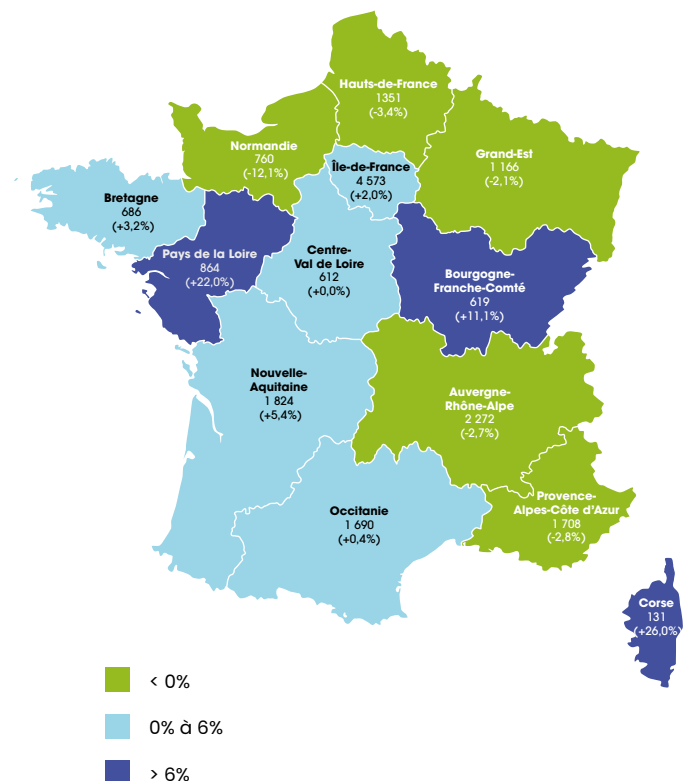 Hauts-de-France
1351
(-3,4%)
Normandie
760
(-12,1%)
Île-de-France
4 573
(+2,0%)
Grand-Est
1 166
(-2,1%)
Bretagne
686
(+3,2%)
Pays de la Loire
864
(+22,0%)
Centre-
Val de Loire
612
(+0,0%)
Bourgogne-
Franche-Comté
619
(+11,1%)
Nouvelle-
Aquitaine
1 824
(+5,4%)
Auvergne-
Rhône-Alpe
2 272
(-2,7%)
Occitanie
1 690
(+0,4%)
Provence-
Alpes-Côte d'Azur
1 708
(-2,8%)
Corse
131
(+26,0%)
< 0%
0% à 6%
> 6%